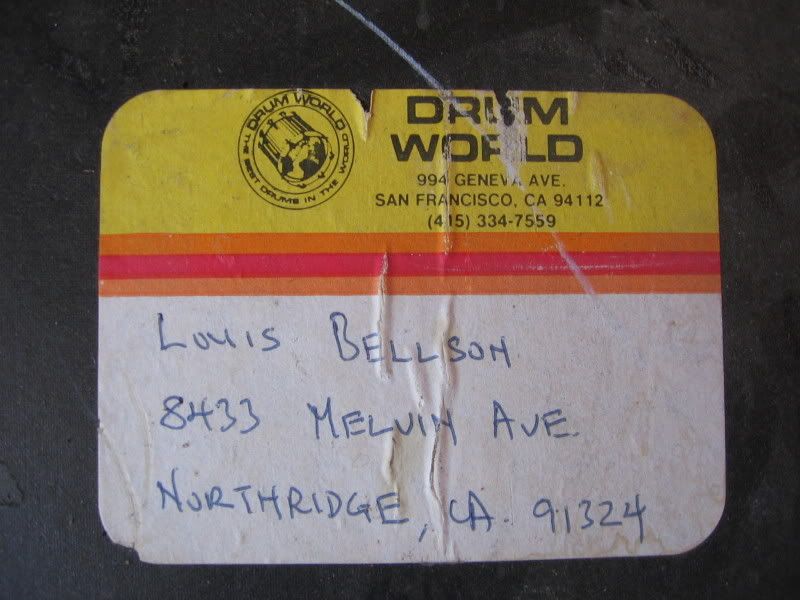 DRUM WORLD
THE BEST DRUMS IN THE WORLD
DRUM
WORLD
994 GENEVA AVE.
SAN FRANCISCO, CA 94112
(415) 334-7559
LOUIS BELLSON
8433 MELVIN AVE.
NORTHRIDGE, CA. 91324